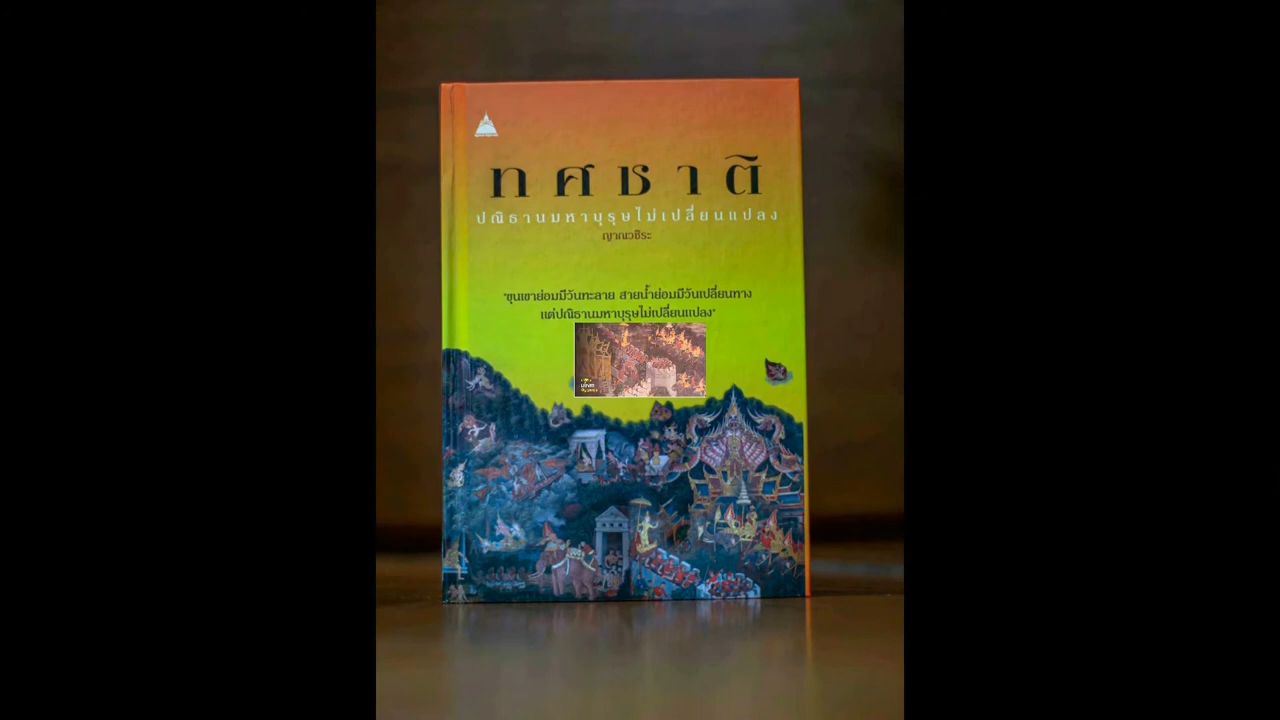 ทศชาติ
ปณิธานมหาบุรุษไม่เปลี่ยนแปลง
ญาณวชิระ
"ขุนเขาย่อมมีวันทะลาย สายน้ำย่อมมีวันเปลี่ยนทาง
แต่ปณิธานมหาบุรุษไม่เปลี่ยนแปลง"